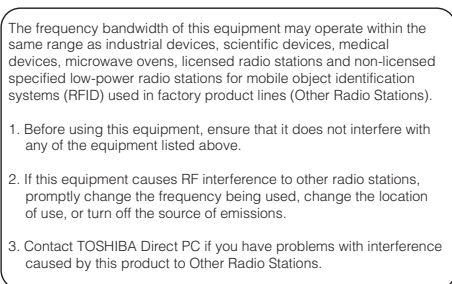 The frequency bandwidth of this equipment may operate within the
same range as industrial devices, scientific devices, medical
devices, microwave ovens, licensed radio stations and non-licensed
specified low-power radio stations for mobile object identification
systems (RFID) used in factory product lines (Other Radio Stations).
1. Before using this equipment, ensure that it does not interfere with
any of the equipment listed above.
2. If this equipment causes RF interference to other radio stations,
promptly change the frequency being used, change the location
of use, or turn off the source of emissions.
3. Contact TOSHIBA Direct PC if you have problems with interference
caused by this product to Other Radio Stations.